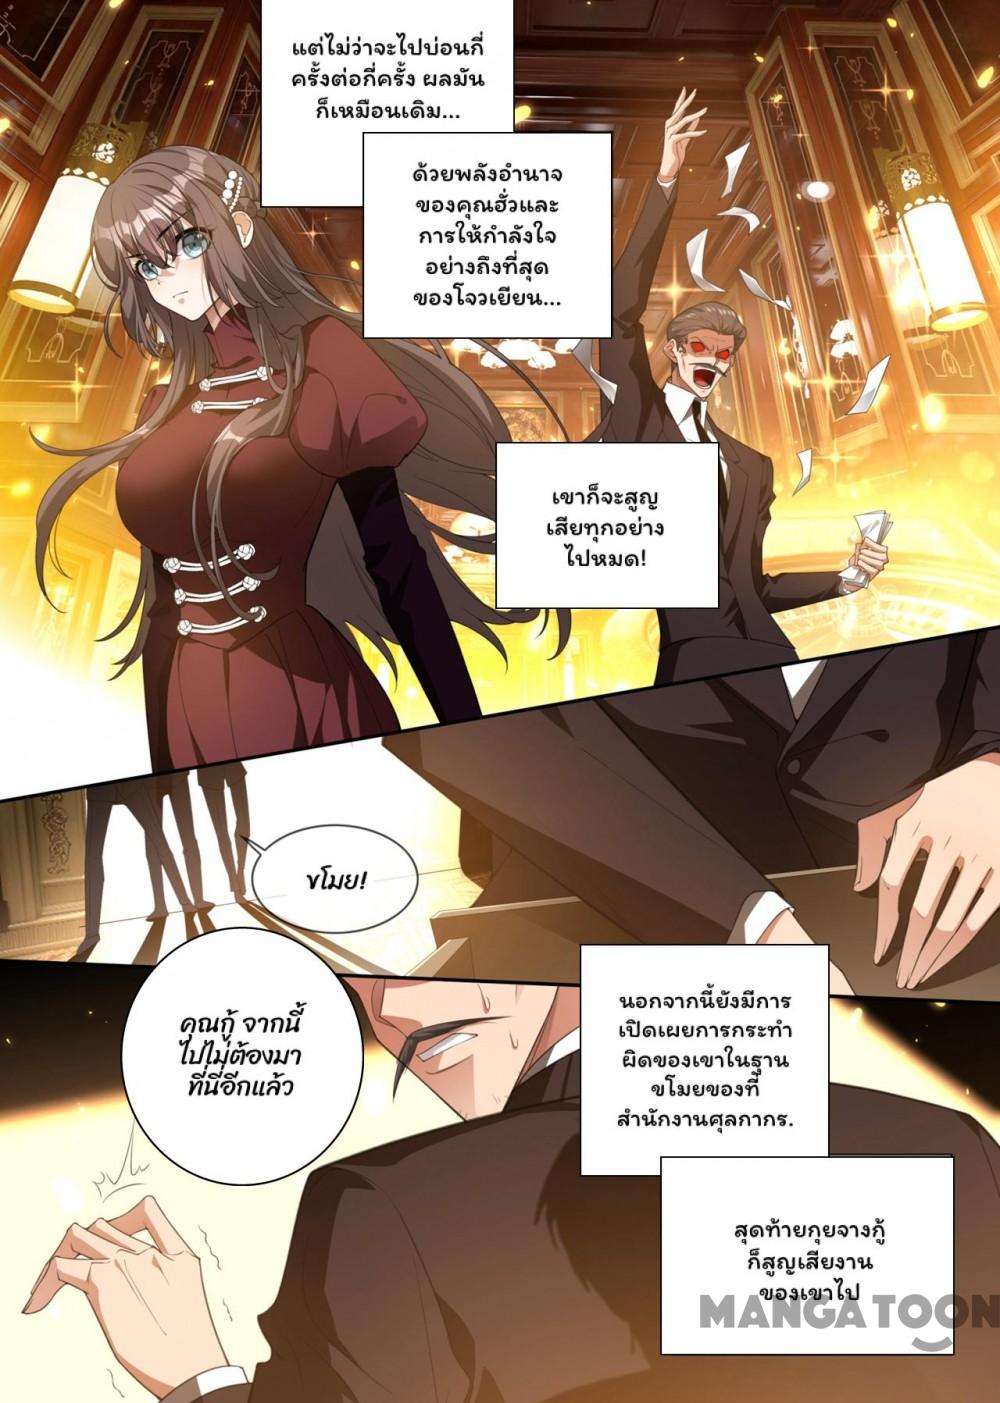 แต่ไม่ว่าจะไปบ่อนกี่
ครั้งต่อกี่ครั้ง ผลมัน
ก็เหมือนเดิม...
ด้วยพลังอำนาจ
ของคุณฮั่วและ
การให้กำลังใจ
อย่างถึงที่สุด
ของโจวเยียน...
เขาก็จะสูญ
เสียทุกอย่าง
ไปหมด!
ขโมย!
คุณกู้ จากนี้
ไปไม่ต้องมา
ที่นี่อีกแล้ว
นอกจากนี้ยังมีการ
เปิดเผยการกระทำ
ผิดของเขาในฐาน
ขโมยของที่
สำนักงานศุลกากร.
สุดท้ายกุยจางกู้
ก็สูญเสียงาน
ของเขาไป
MANGATOON